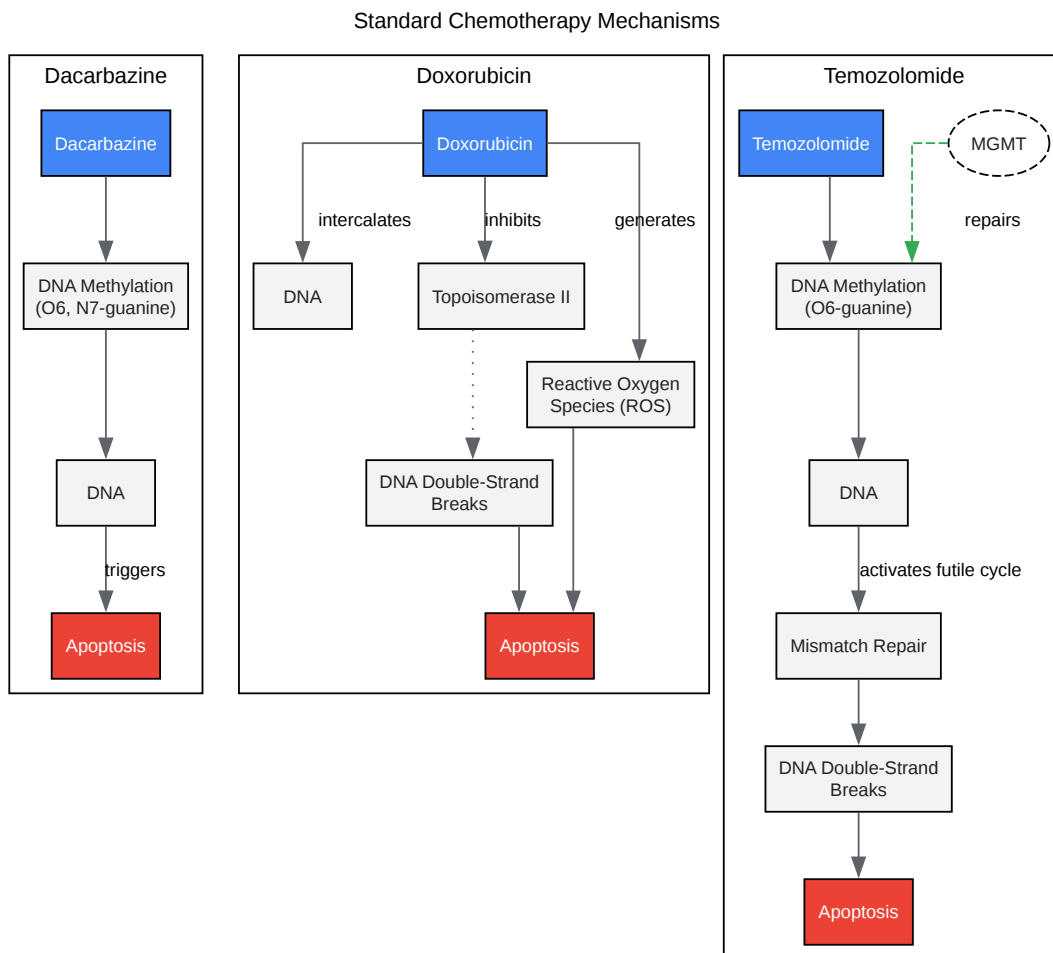 Standard Chemotherapy Mechanisms
Dacarbazine
Dacarbazine
DNA Methylation
(O6, N7-guanine)
DNA
triggers
Apoptosis
Doxorubicin
Doxorubicin
intercalates
inhibits
generates
DNA
Topoisomerase II
Reactive Oxygen
Species (ROS)
DNA Double-Strand
Breaks
Apoptosis
Temozolomide
Temozolomide
MGMT
repairs
DNA Methylation
(O6-guanine)
DNA
activates futile cycle
Mismatch Repair
DNA Double-Strand
Breaks
Apoptosis